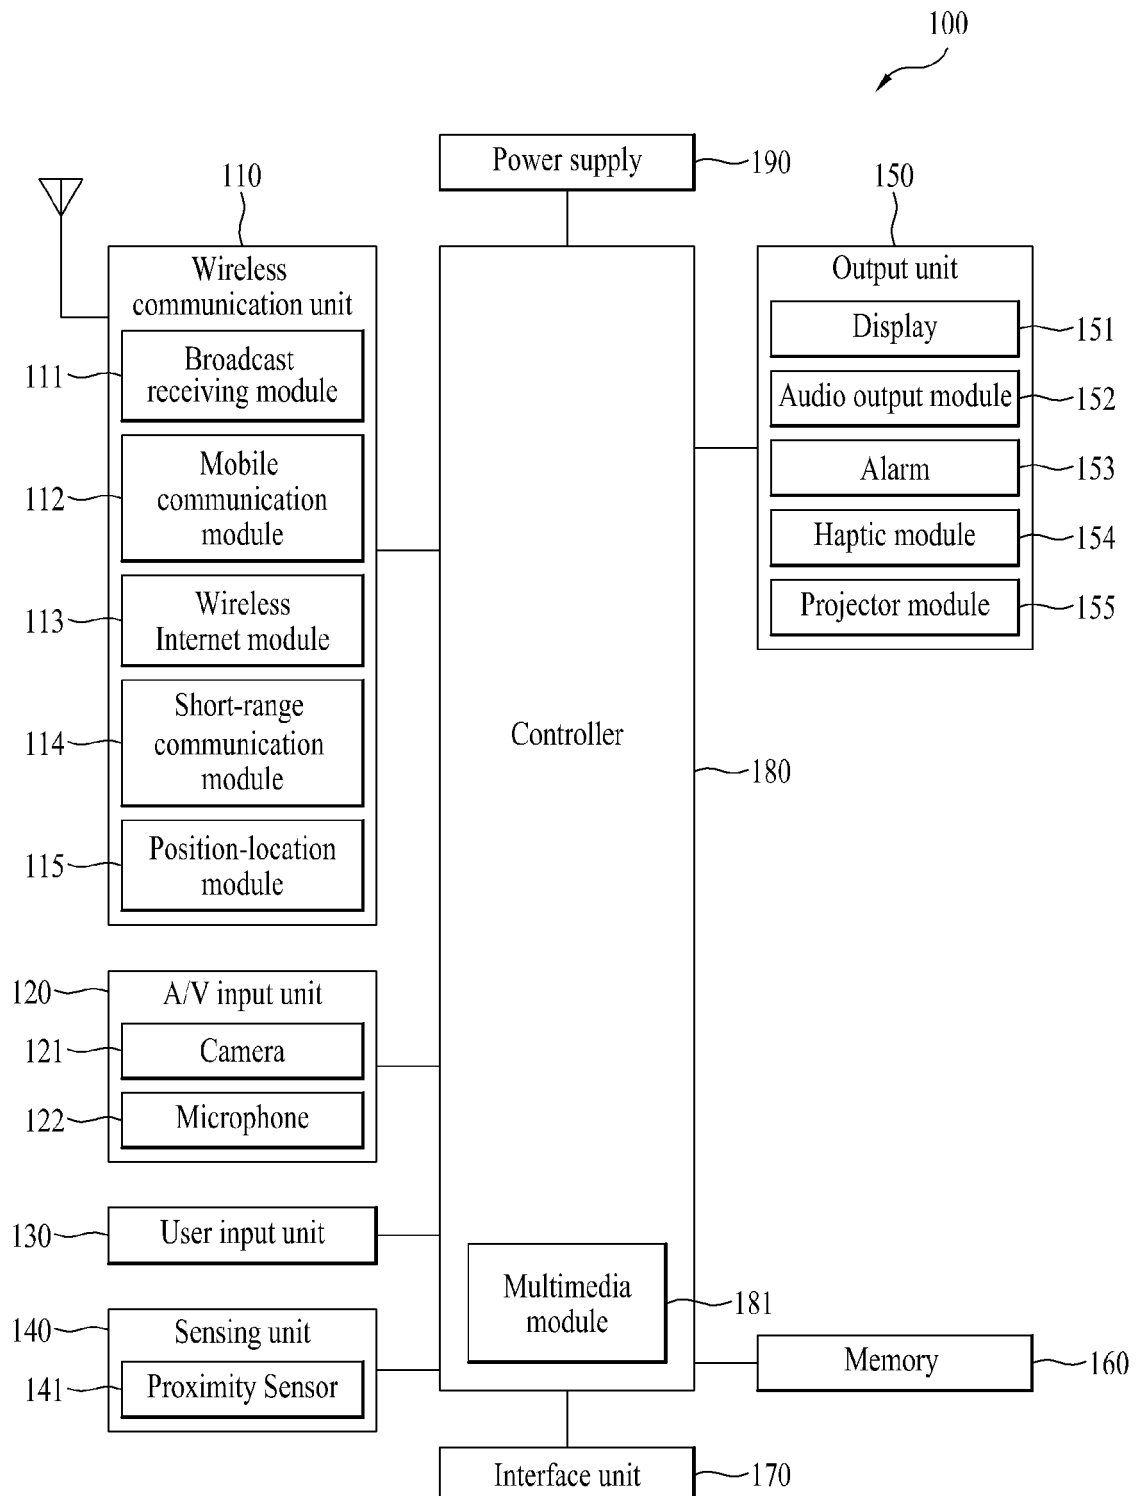 100
Power supply
190
110
150
Wireless
communication unit
Output unit
Broadcast
receiving module
111
Display
151
Audio output module
152
Mobile
communication
module
112
Alarm
153
Haptic module
154
Wireless
Internet module
113
Projector module
155
Short-range
communication
module
114
Controller
180
Position-location
module
115
120
A/V input unit
121
Camera
122
Microphone
130
User input unit
Multimedia
module
181
140
Sensing unit
141
Proximity Sensor
Memory
160
Interface unit
170